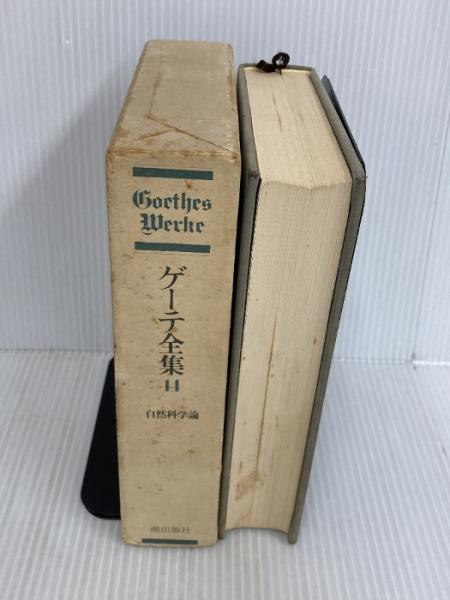 Goethes
Werke
ゲーテ全集
14
自然科学論
潮出版社